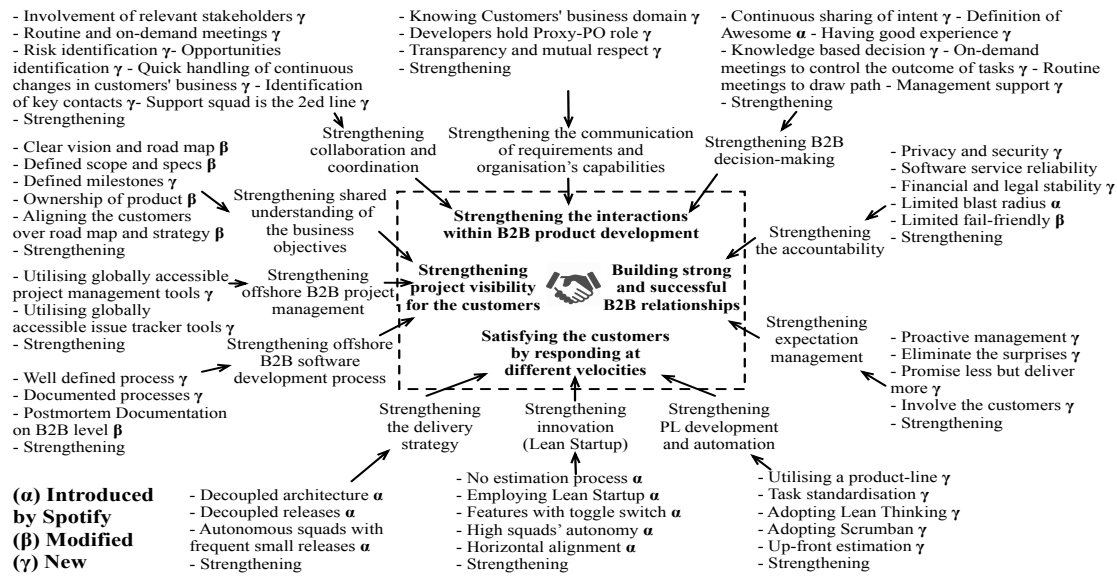 - Involvement of relevant stakeholders γ
- Routine and on-demand meetings γ
- Risk identification γ- Opportunities
identification γ - Quick handling of continuous
changes in customers' business γ - Identification
of key contacts γ- Support squad is the 2ed line γ
- Strengthening
- Knowing Customers' business domain γ
- Developers hold Proxy-PO role γ
- Transparency and mutual respect γ
- Strengthening
- Continuous sharing of intent γ - Definition of
Awesome α - Having good experience γ
- Knowledge based decision γ - On-demand
meetings to control the outcome of tasks γ - Routine
meetings to draw path - Management support γ
- Strengthening
Strengthening
collaboration and
coordination
Strengthening the communication
of requirements and
organisation's capabilities
Strengthening B2B
decision-making
- Clear vision and road map β
- Defined scope and specs β
- Defined milestones γ
- Ownership of product β
- Aligning the customers
over road map and strategy β
- Strengthening
Strengthening shared
understanding of
the business
objectives
- Privacy and security γ
- Software service reliability
- Financial and legal stability γ
- Limited blast radius α
- Limited fail-friendly β
- Strengthening
Strengthening
the accountability
Strengthening the interactions
within B2B product development
Strengthening
project visibility
for the customers
Building strong
and successful
B2B relationships
Satisfying the customers
by responding at
different velocities
- Utilising globally accessible
project management tools γ
- Utilising globally
accessible issue tracker tools γ
- Strengthening
Strengthening
offshore B2B project
management
Strengthening offshore
B2B software
development process
- Well defined process γ
- Documented processes γ
- Postmortem Documentation
on B2B level β
- Strengthening
Strengthening
expectation
management
- Proactive management γ
- Eliminate the surprises γ
- Promise less but deliver
more γ
- Involve the customers γ
- Strengthening
Strengthening
the delivery
strategy
Strengthening
innovation
(Lean Startup)
Strengthening
PL development
and automation
(α) Introduced
by Spotify
(β) Modified
(γ) New
- Decoupled architecture α
- Decoupled releases α
- Autonomous squads with
frequent small releases α
- Strengthening
- No estimation process α
- Employing Lean Startup α
- Features with toggle switch α
- High squads' autonomy α
- Horizontal alignment α
- Strengthening
- Utilising a product-line γ
- Task standardisation γ
- Adopting Lean Thinking γ
- Adopting Scrumban γ
- Up-front estimation γ
- Strengthening